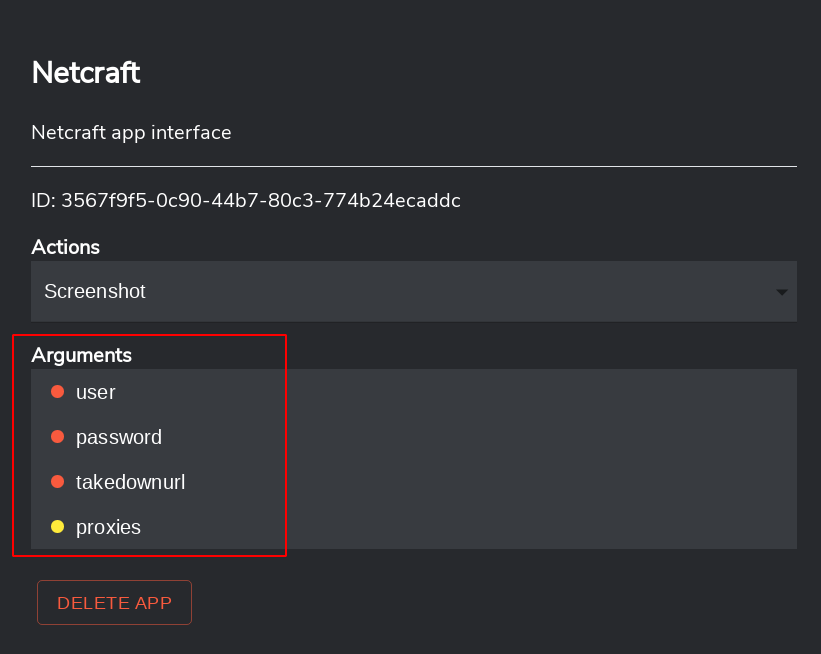 Netcraft
Netcraft app interface
ID: 3567f9f5-0c90-44b7-80c3-774b24ecaddc
Actions
Screenshot
Arguments
user
password
takedownurl
proxies
DELETE APP